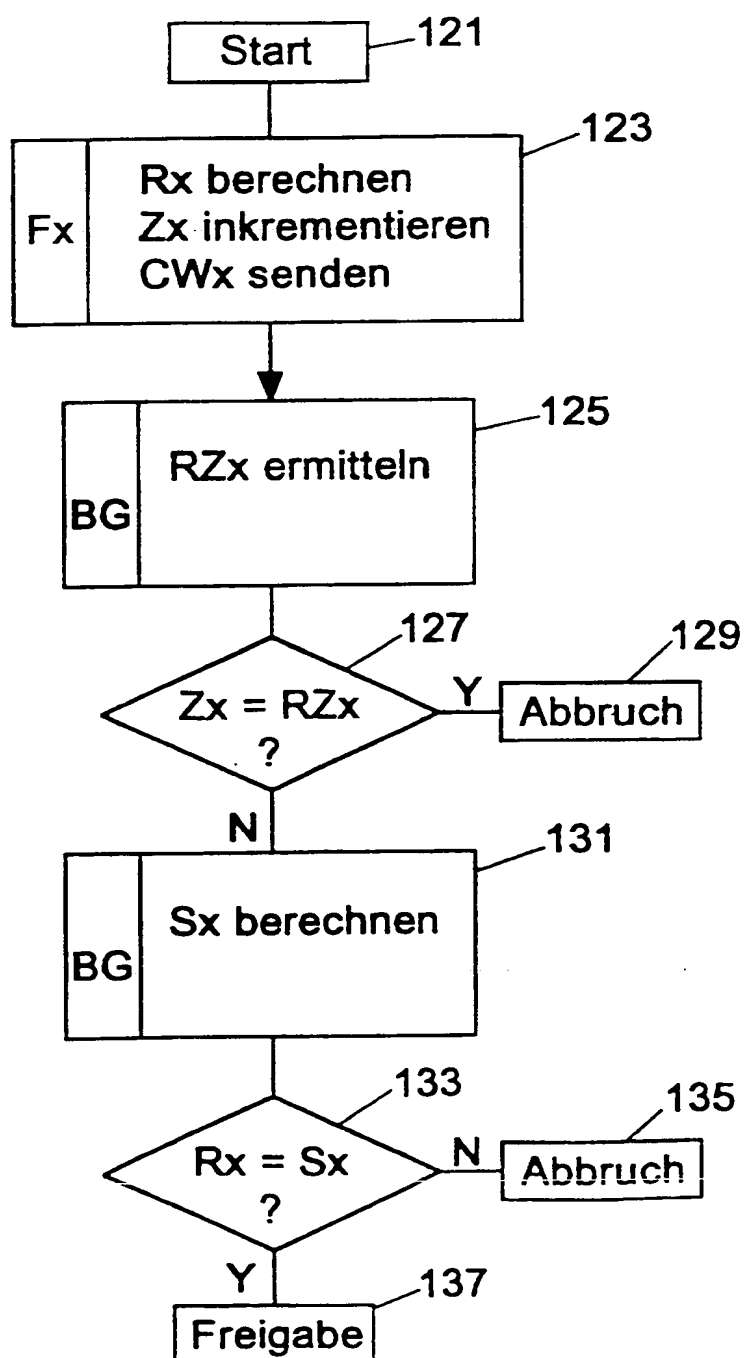 Start
121
123
Fx
Rx berechnen
Zx inkrementieren
CWx senden
125
BG
RZx ermitteln
127
Zx = RZx
?
Y
129
Abbruch
N
131
BG
Sx berechnen
133
Rx = Sx
?
N
135
Abbruch
Y
137
Freigabe